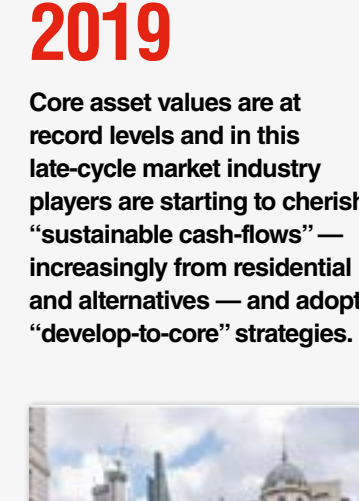 2019
Core asset values are at
record levels and in this
late-cycle market industry
players are starting to cherish
“sustainable cash-flows” —
increasingly from residential
and alternatives — and adopt
“develop-to-core” strategies.